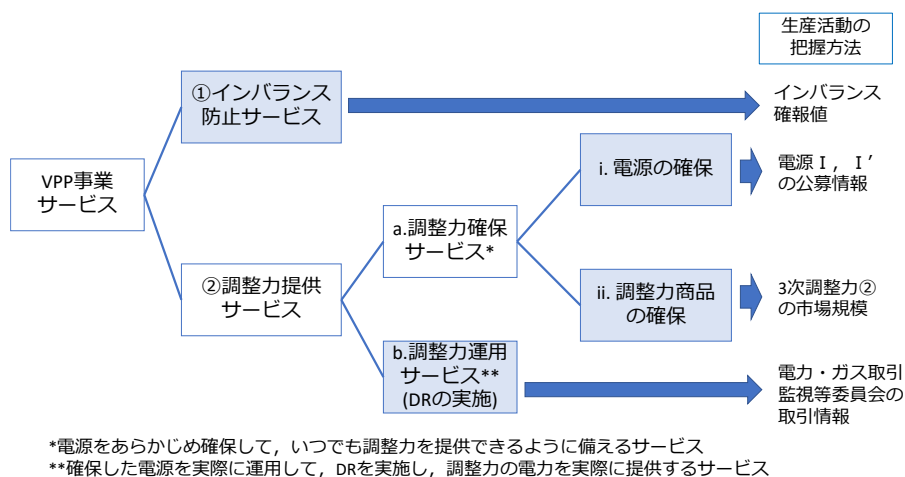 生産活動の
把握方法
①インバランス
防止サービス
インバランス
確報値
VPP事業
サービス
i. 電源の確保
電源Ⅰ，Ⅰ′
の公募情報
a.調整力確保
サービス*
②調整力提供
サービス
ii. 調整力商品
の確保
3次調整力②
の市場規模
b.調整力運用
サービス**
(DRの実施)
電力・ガス取引
監視等委員会の
取引情報
*電源をあらかじめ確保して，いつでも調整力を提供できるように備えるサービス
**確保した電源を実際に運用して，DRを実施し，調整力の電力を実際に提供するサービス